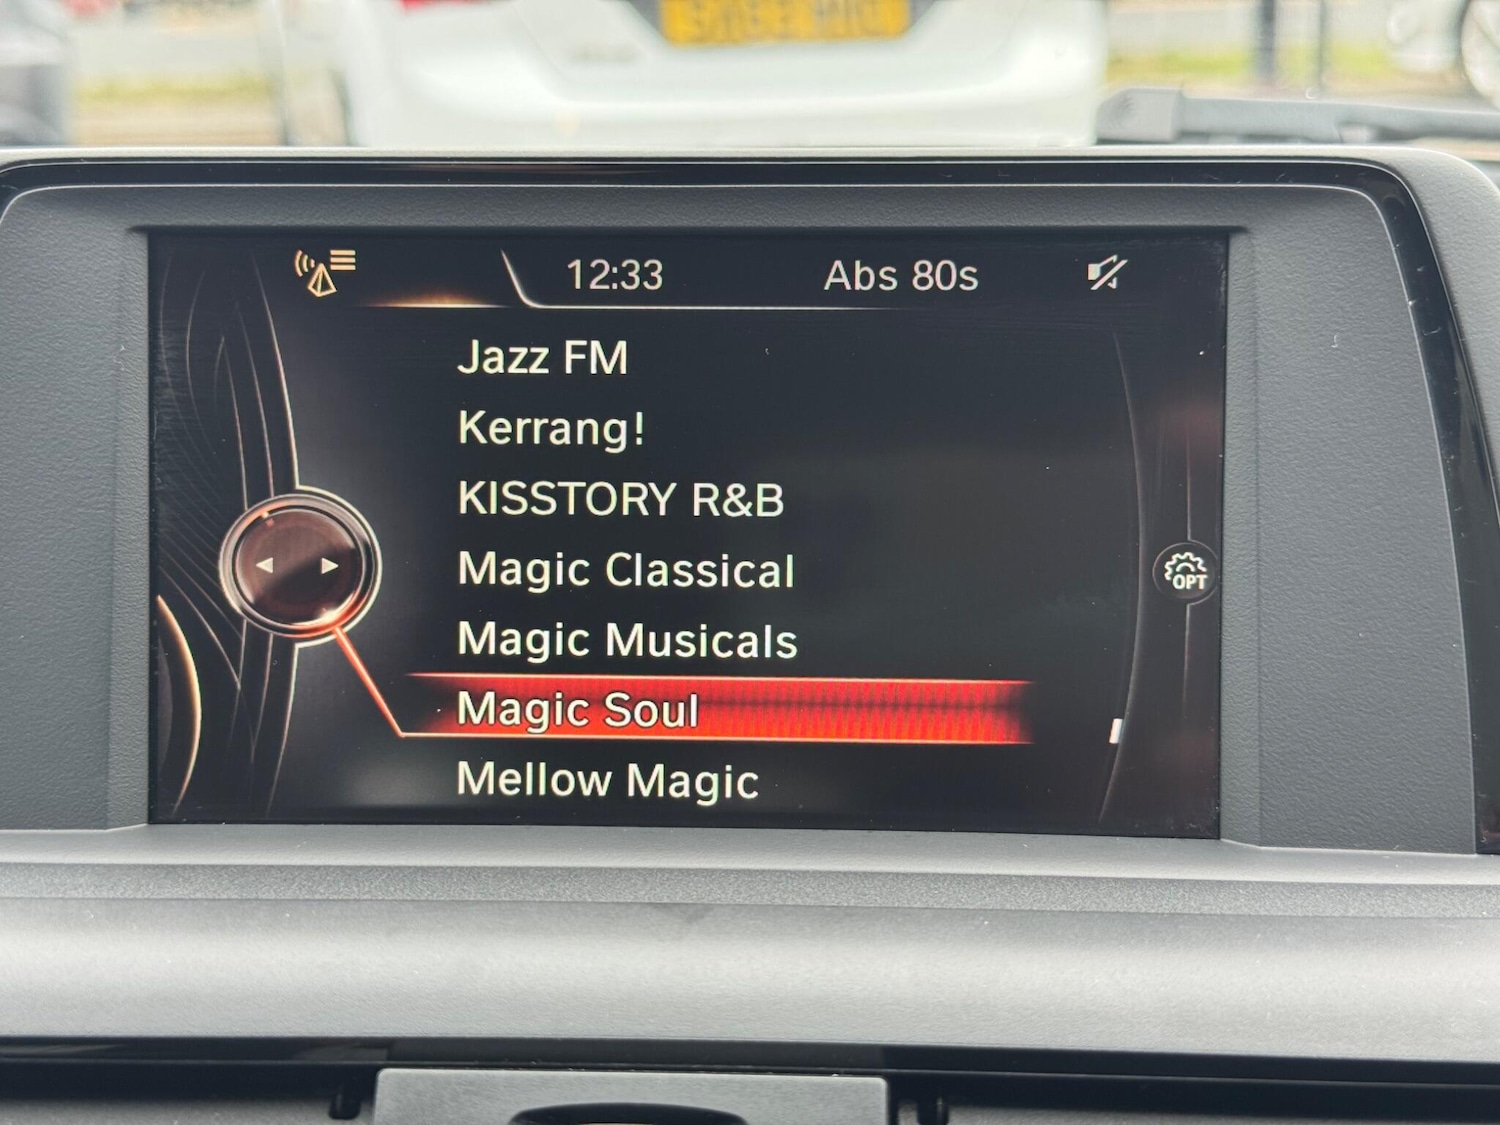 12:33 Abs 80s
Jazz FM
Kerrang!
KISSTORY R&B
Magic Classical
Magic Musicals
OPT
Magic Soul
Mellow Magic